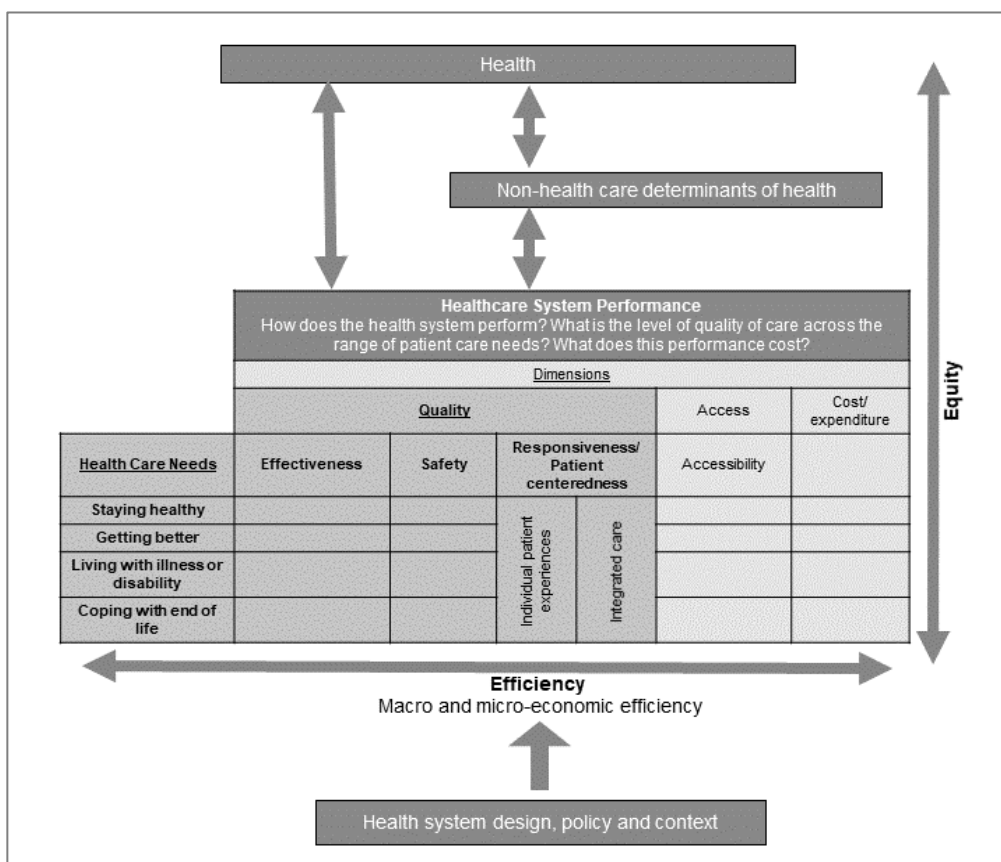 Health
Non-health care determinants of health
Healthcare System Performance
How does the health system perform? What is the level of quality of care across the
range of patient care needs? What does this performance cost?
Dimensions
Quality
Access
Cost/
expenditure
Health Care Needs
Effectiveness
Safety
Responsiveness/
Patient
centeredness
Accessibility
Staying healthy
Getting better
Living with illness or
disability
Coping with end of
life
Individual patient
experiences
Integrated care
Equity
Efficiency
Macro and micro-economic efficiency
Health system design, policy and context